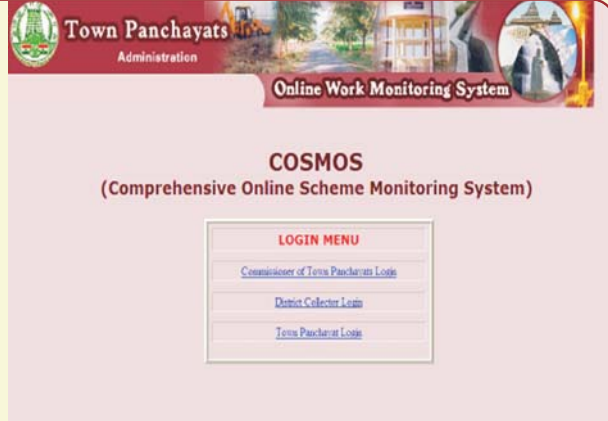 Town Panchayats
Administration
Online Work Monitoring System
COSMOS
(Comprehensive Online Scheme Monitoring System)
LOGIN MENU
Commissioner of Town Panchayats Login
District Collector Login
Town Panchayat Login